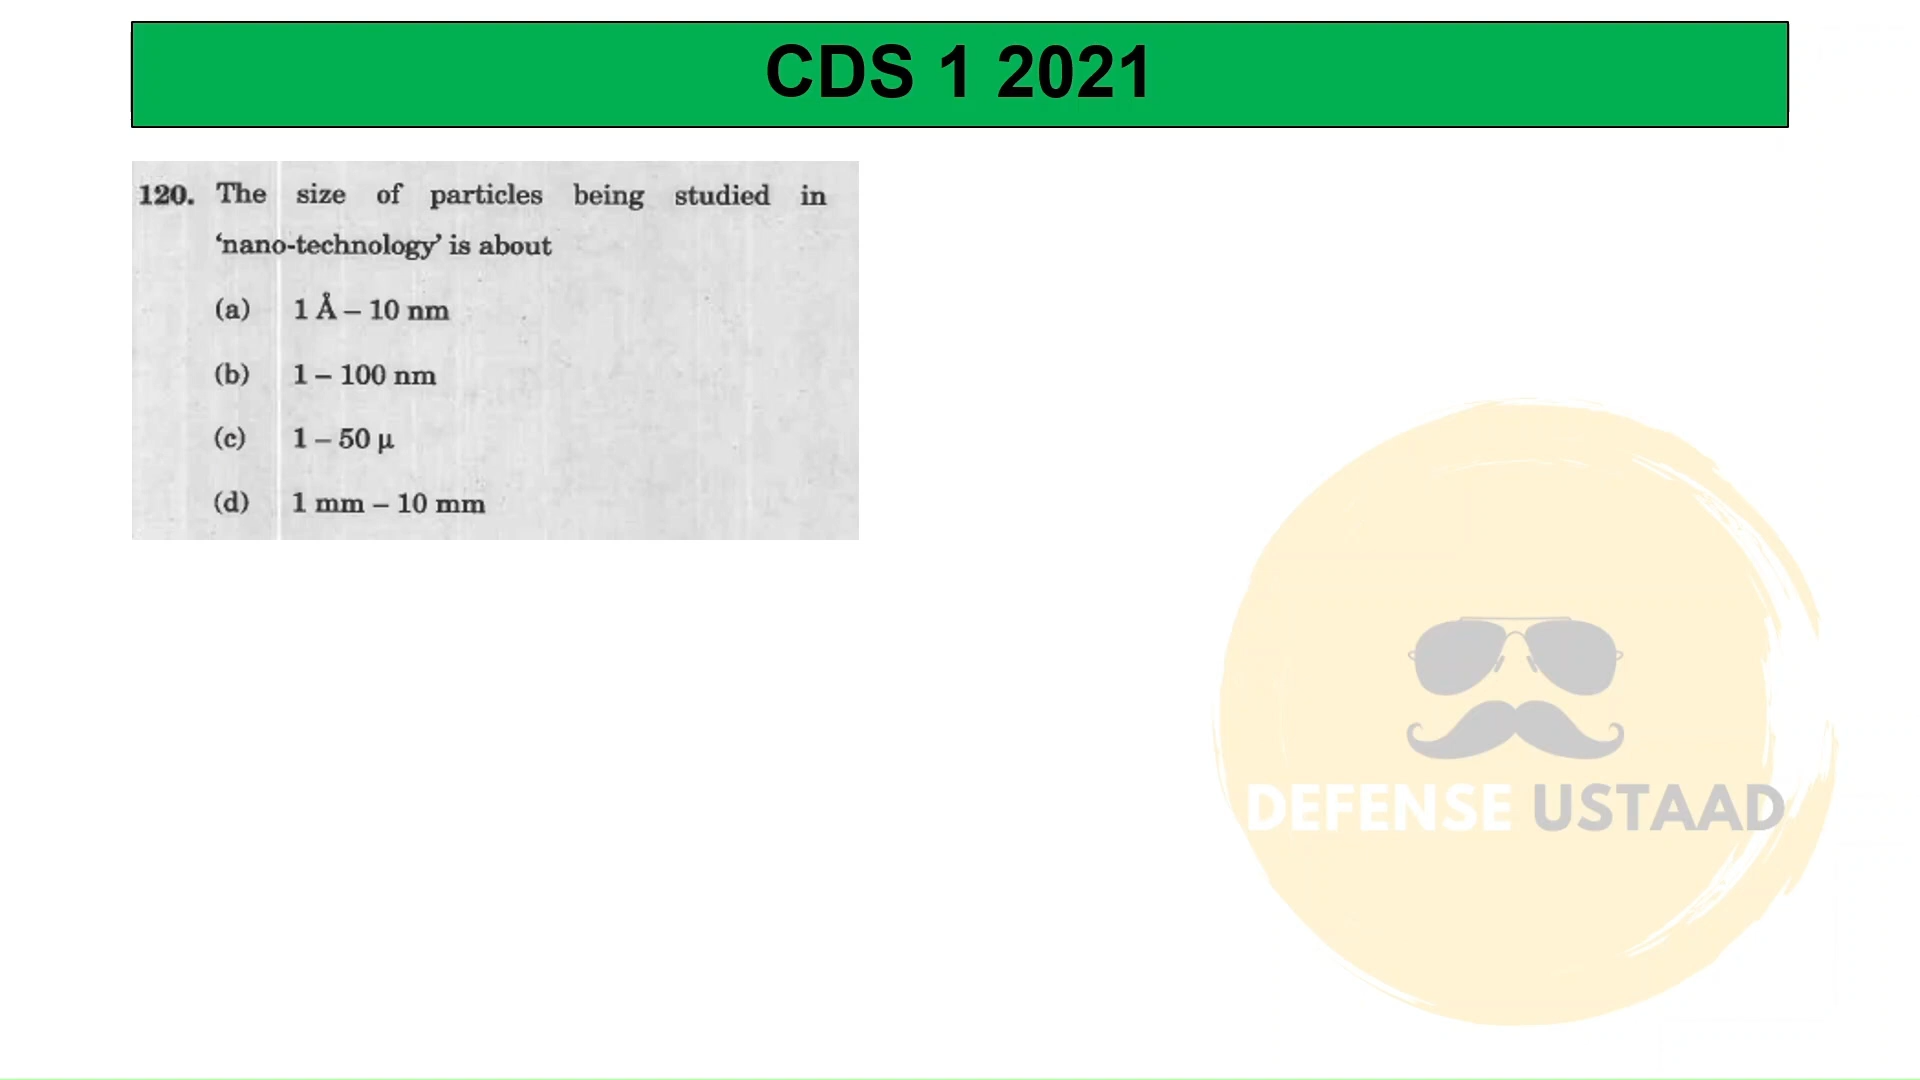 CDS 1 2021
120. The size of particles being studied in
‘nano-technology’ is about
(a) 1 Å – 10 nm
(b) 1 – 100 nm
(c) 1 – 50 μ
(d) 1 mm – 10 mm
DEFENSE USTAAD